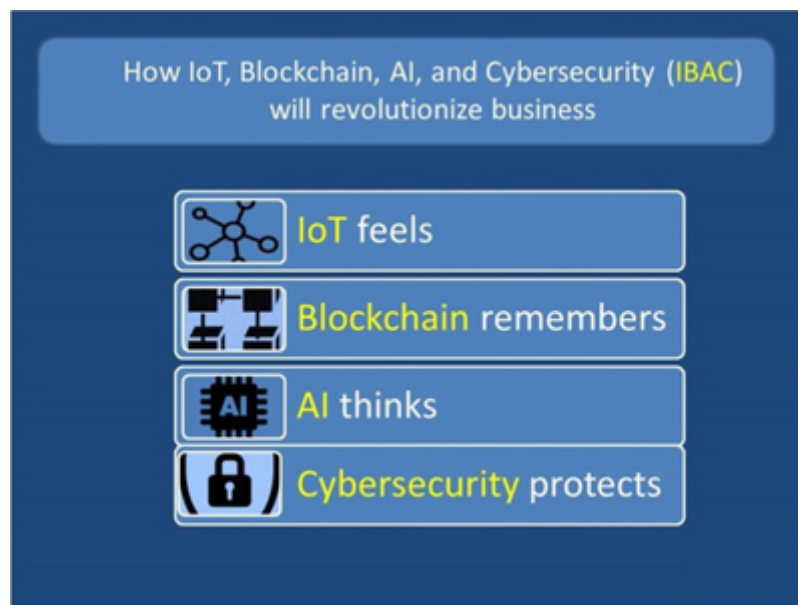 How IoT, Blockchain, AI, and Cybersecurity (IBAC)
will revolutionize business
IoT feels
Blockchain remembers
AI
AI thinks
Cybersecurity protects